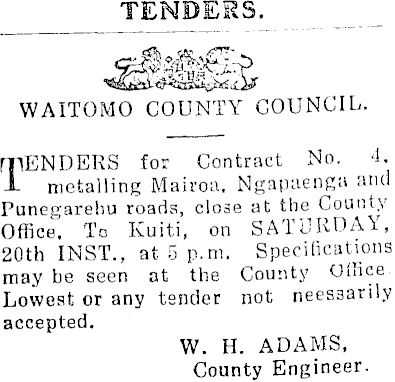 TENDERS.
WAITOMO COUNTY COUNCIL.
TENDERS for Contract No. 4,
metalling Mairoa, Ngapaenga and
Punegarehu roads, close at the County
Office, Te Kuiti, on SATURDAY,
20th INST., at 5 p.m. Specifications
may be seen at the County Office.
Lowest or any tender not neessarily
accepted.
W. H. ADAMS,
County Engineer.